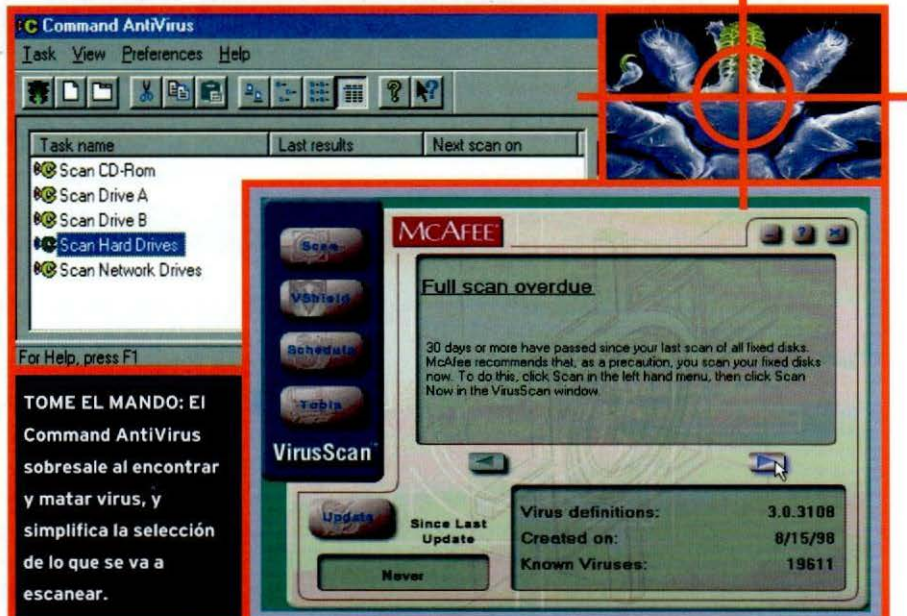 Command AntiVirus
Task View Preferences Help
Task name Last results Next scan on
Scan CD-Rom
Scan Drive A
Scan Drive B
Scan Hard Drives
Scan Network Drives
For Help, press F1
TOME EL MANDO: El
Command AntiVirus
sobresale al encontrar
y matar virus, y
simplifica la selección
de lo que se va a
escanear.
McAFEE
Scan
VShield
Schedule
Tools
VirusScan
Full scan overdue
30 days or more have passed since your last scan of all fixed disks.
McAfee recommends that, as a precaution, you scan your fixed disks
now. To do this, click Scan in the left hand menu, then click Scan
Now in the VirusScan window.
Update
Since Last
Update
Never
Virus definitions: 3.0.3108
Created on: 8/15/98
Known Viruses: 19611